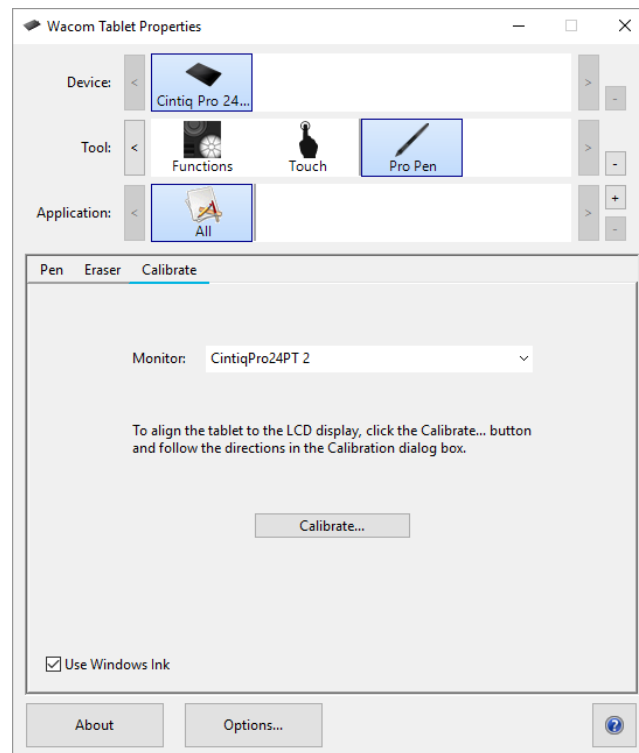 Wacom Tablet Properties
Device:
<
Cintiq Pro 24...
>
-
Tool:
<
Functions
Touch
Pro Pen
>
-
Application:
<
All
>
+
-
Pen Eraser Calibrate
Monitor: CintiqPro24PT 2
To align the tablet to the LCD display, click the Calibrate... button
and follow the directions in the Calibration dialog box.
Calibrate...
Use Windows Ink
About Options... ?